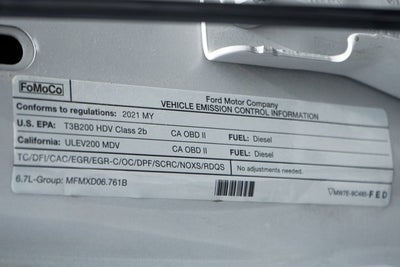 FoMoCo
Ford Motor Company
VEHICLE EMISSION CONTROL INFORMATION
Conforms to regulations: 2021 MY
U.S. EPA: T3B200 HDV Class 2b CA OBD II FUEL: Diesel
California: ULEV200 MDV CA OBD II FUEL: Diesel
TC/DFI/CAC/EGR/EGR-C/OC/DPF/SCRC/NOXS/RDQS No adjustments needed.
6.7L-Group: MFMXD06.761B FED